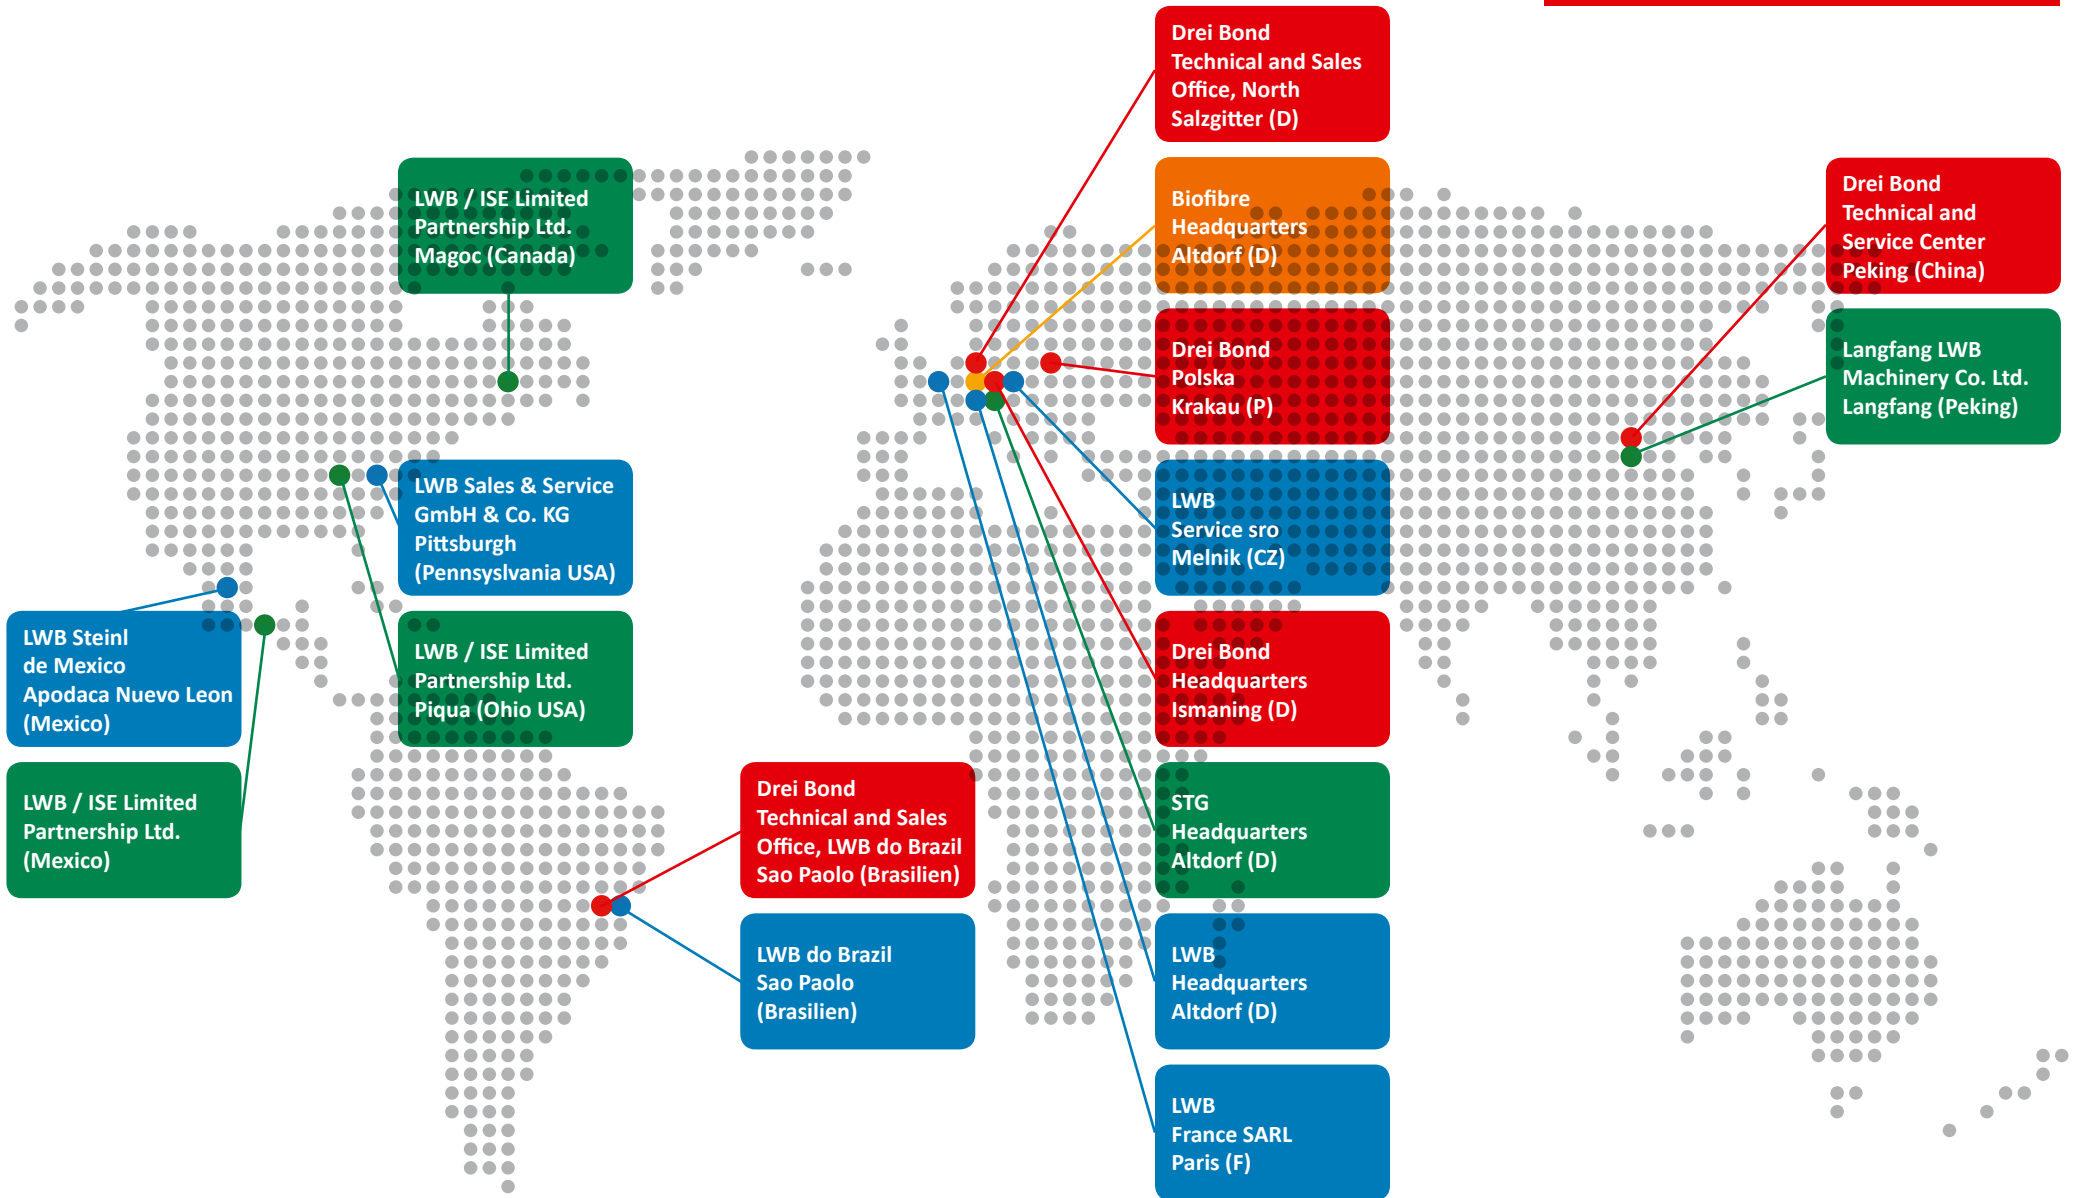 Drei Bond
Technical and Sales
Office, North
Salzgitter (D)
LWB / ISE Limited
Partnership Ltd.
Magoc (Canada)
Biofibre
Headquarters
Altdorf (D)
Drei Bond
Technical and
Service Center
Peking (China)
Drei Bond
Polska
Krakau (P)
Langfang LWB
Machinery Co. Ltd.
Langfang (Peking)
LWB Sales & Service
GmbH & Co. KG
Pittsburgh
(Pennsyslvania USA)
LWB
Service sro
Melnik (CZ)
LWB Steinl
de Mexico
Apodaca Nuevo Leon
(Mexico)
LWB / ISE Limited
Partnership Ltd.
Piqua (Ohio USA)
Drei Bond
Headquarters
Ismaning (D)
LWB / ISE Limited
Partnership Ltd.
(Mexico)
Drei Bond
Technical and Sales
Office, LWB do Brazil
Sao Paolo (Brasilien)
STG
Headquarters
Altdorf (D)
LWB do Brazil
Sao Paolo
(Brasilien)
LWB
Headquarters
Altdorf (D)
LWB
France SARL
Paris (F)